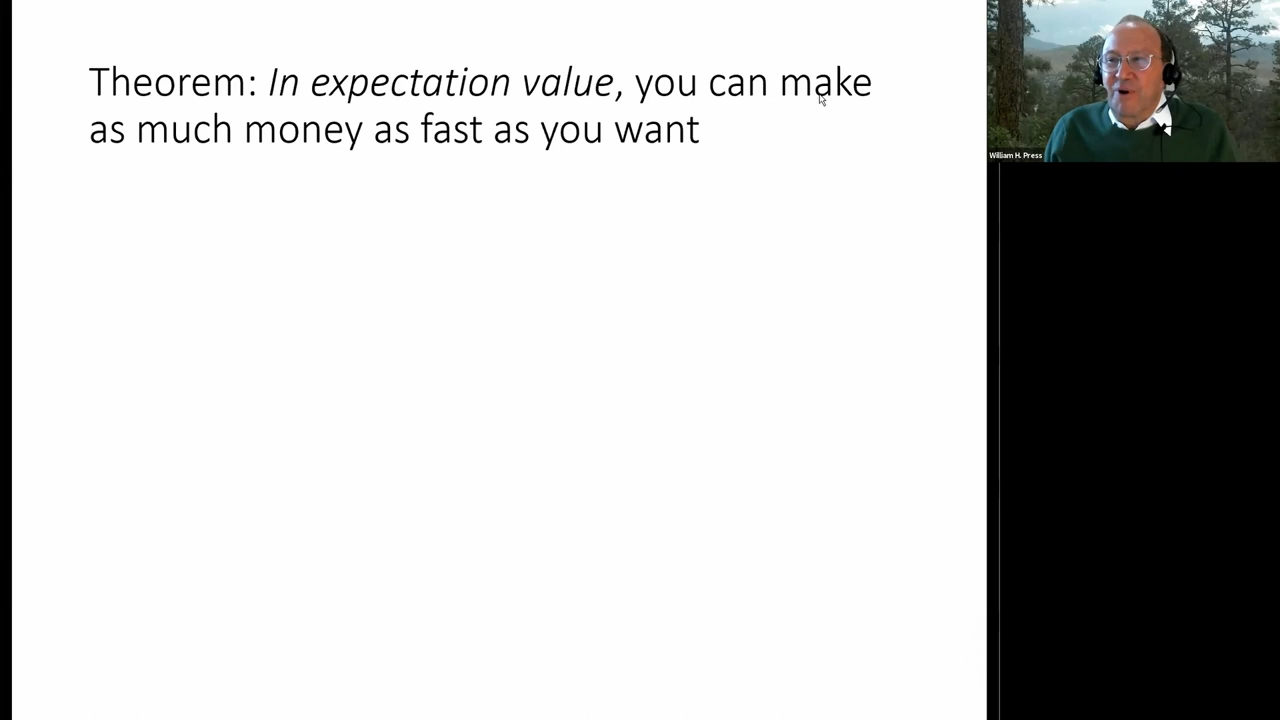 Theorem: In expectation value, you can make
as much money as fast as you want
William H. Press